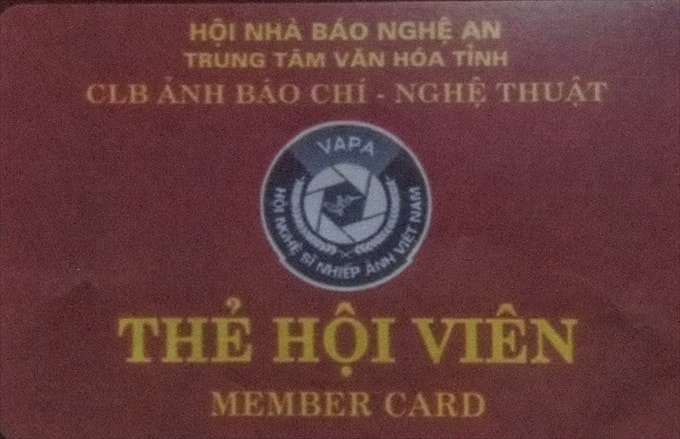 HỘI NHÀ BÁO NGHỆ AN
TRUNG TÂM VĂN HÓA TỈNH
CLB ẢNH BÁO CHÍ - NGHỆ THUẬT
VAPA
HỘI NGHỆ SĨ NHIẾP ẢNH VIỆT NAM
THẺ HỘI VIÊN
MEMBER CARD